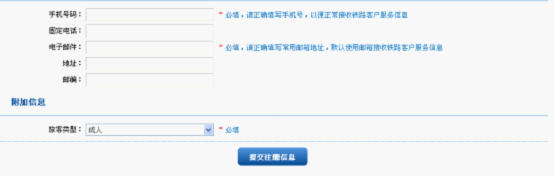 手机号码： * 必填，请正确填写手机号，以便正常接收铁路客户服务信息
固定电话：
电子邮件： * 必填，请正确填写常用邮箱地址，默认使用邮箱接收铁路客户服务信息
地址：
邮编：
附加信息
旅客类型： 成人 * 必填
提交注册信息